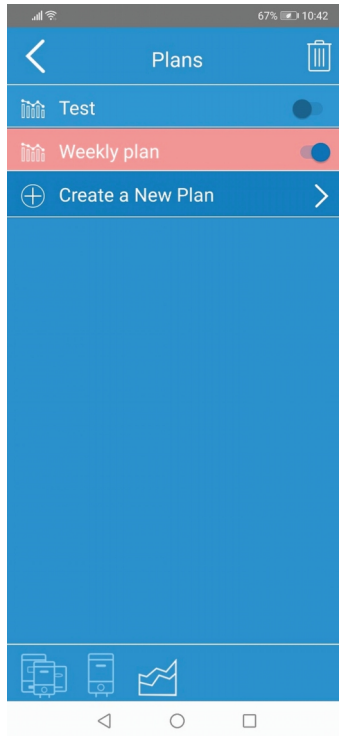 67% 10:42
Plans
Test
Weekly plan
Create a New Plan